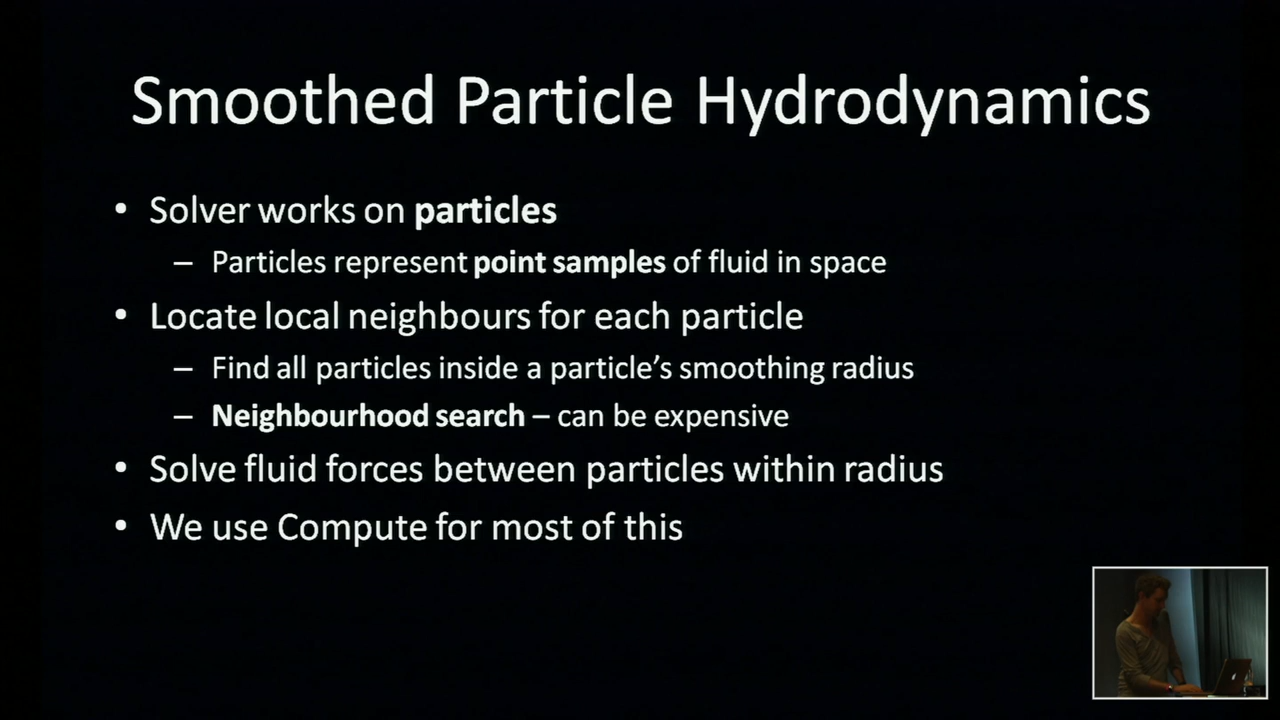 Smoothed Particle Hydrodynamics
• Solver works on particles
– Particles represent point samples of fluid in space
• Locate local neighbours for each particle
– Find all particles inside a particle’s smoothing radius
– Neighbourhood search – can be expensive
• Solve fluid forces between particles within radius
• We use Compute for most of this